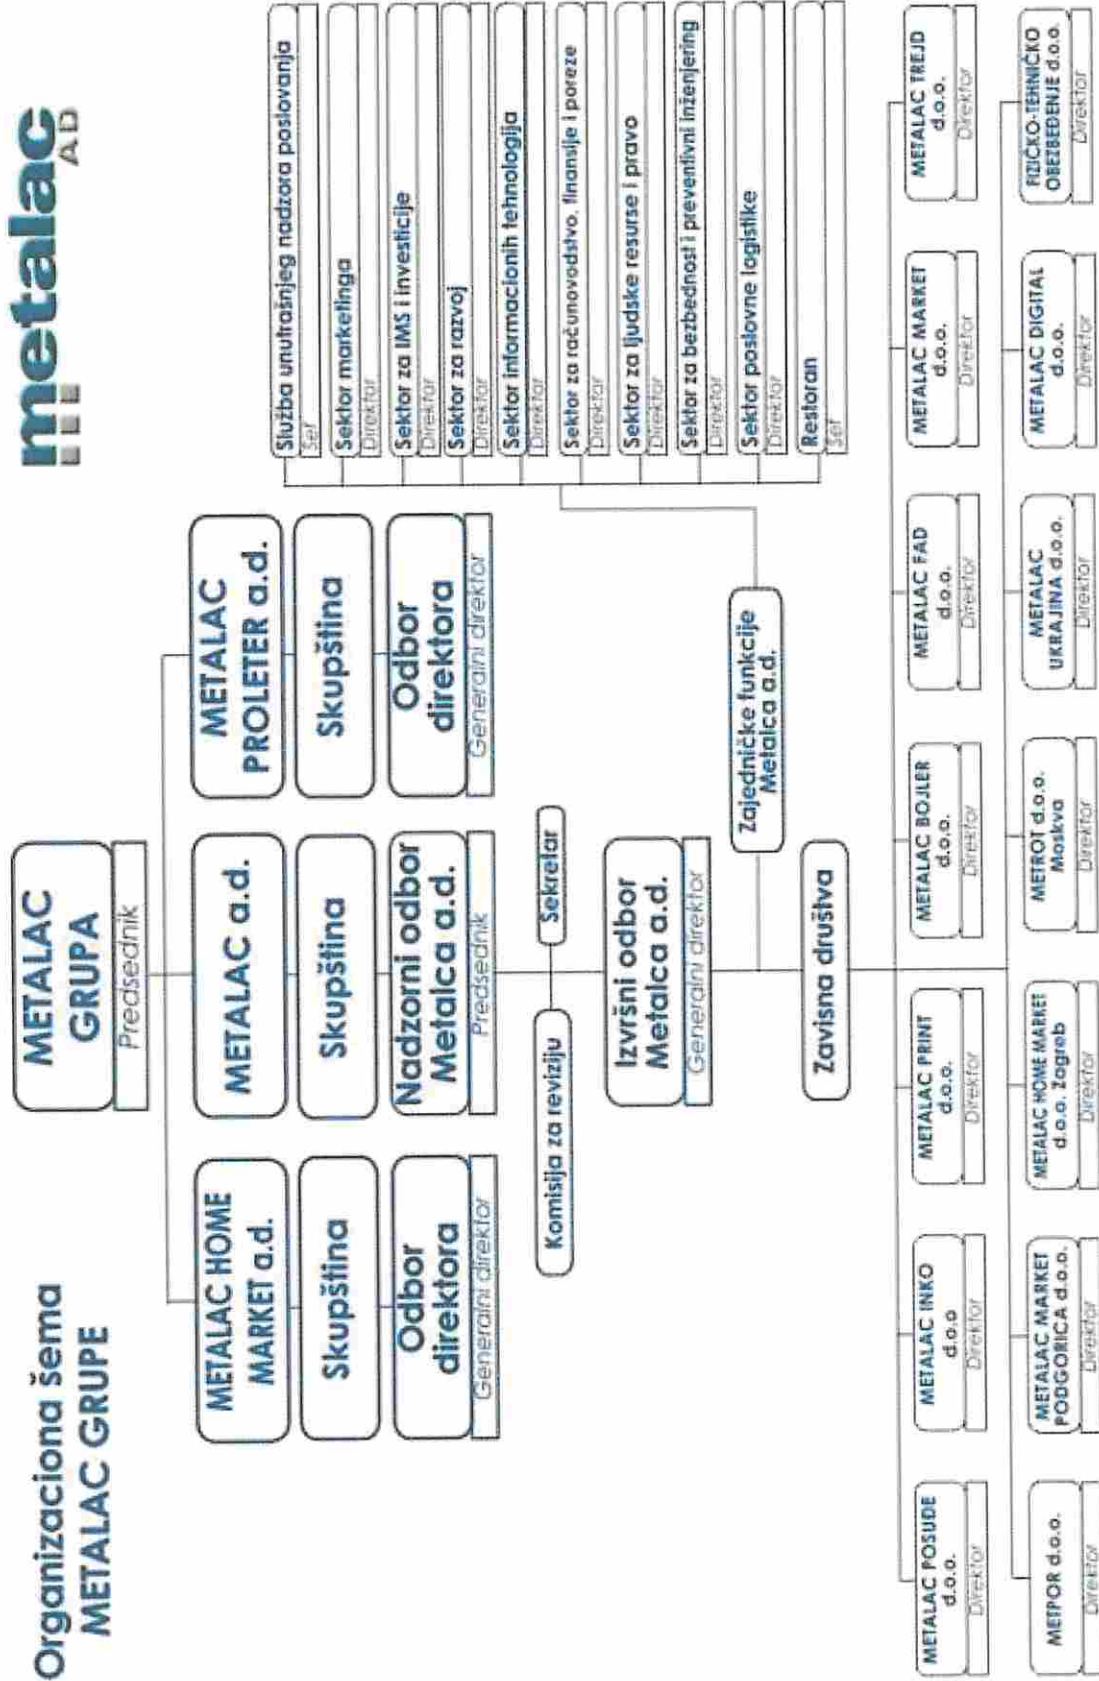 Organizaciona šema
METALAC GRUPE
metalac
AD
METALAC
GRUPA
Predsednik
METALAC HOME
MARKET a.d.
Skupština
Odbor
direktora
Generalni direktor
METALAC a.d.
Skupština
Nadzorni odbor
Metalca a.d.
Predsednik
METALAC
PROLETER a.d.
Skupština
Odbor
direktora
Generalni direktor
Komisija za reviziju
Sekretar
Izvršni odbor
Metalca a.d.
Generalni direktor
Zajedničke funkcije
Metalca a.d.
Služba unutrašnjeg nadzora poslovanja
Šef
Sektor marketinga
Direktor
Sektor za IMS i investicije
Direktor
Sektor za razvoj
Direktor
Sektor informacionih tehnologija
Direktor
Sektor za računovodstvo, finansije i poreze
Direktor
Sektor za ljudske resurse i pravo
Direktor
Sektor za bezbednost i preventivni inženjering
Direktor
Sektor poslovne logistike
Direktor
Restoran
Šef
Zavisna društva
METALAC POSUDE
d.o.o.
Direktor
METALAC INKO
d.o.o
Direktor
METALAC PRINT
d.o.o.
Direktor
METALAC BOJLER
d.o.o.
Direktor
METALAC FAD
d.o.o.
Direktor
METALAC MARKET
d.o.o.
Direktor
METALAC TREJD
d.o.o.
Direktor
METPOR d.o.o.
Direktor
METALAC MARKET
PODGORICA d.o.o.
Direktor
METALAC HOME MARKET
d.o.o. Zagreb
Direktor
METROT d.o.o.
Moskva
Direktor
METALAC
UKRAJINA d.o.o.
Direktor
METALAC DIGITAL
d.o.o.
Direktor
FIZIČKO-TEHNIČKO
OBEZBEĐENJE d.o.o.
Direktor